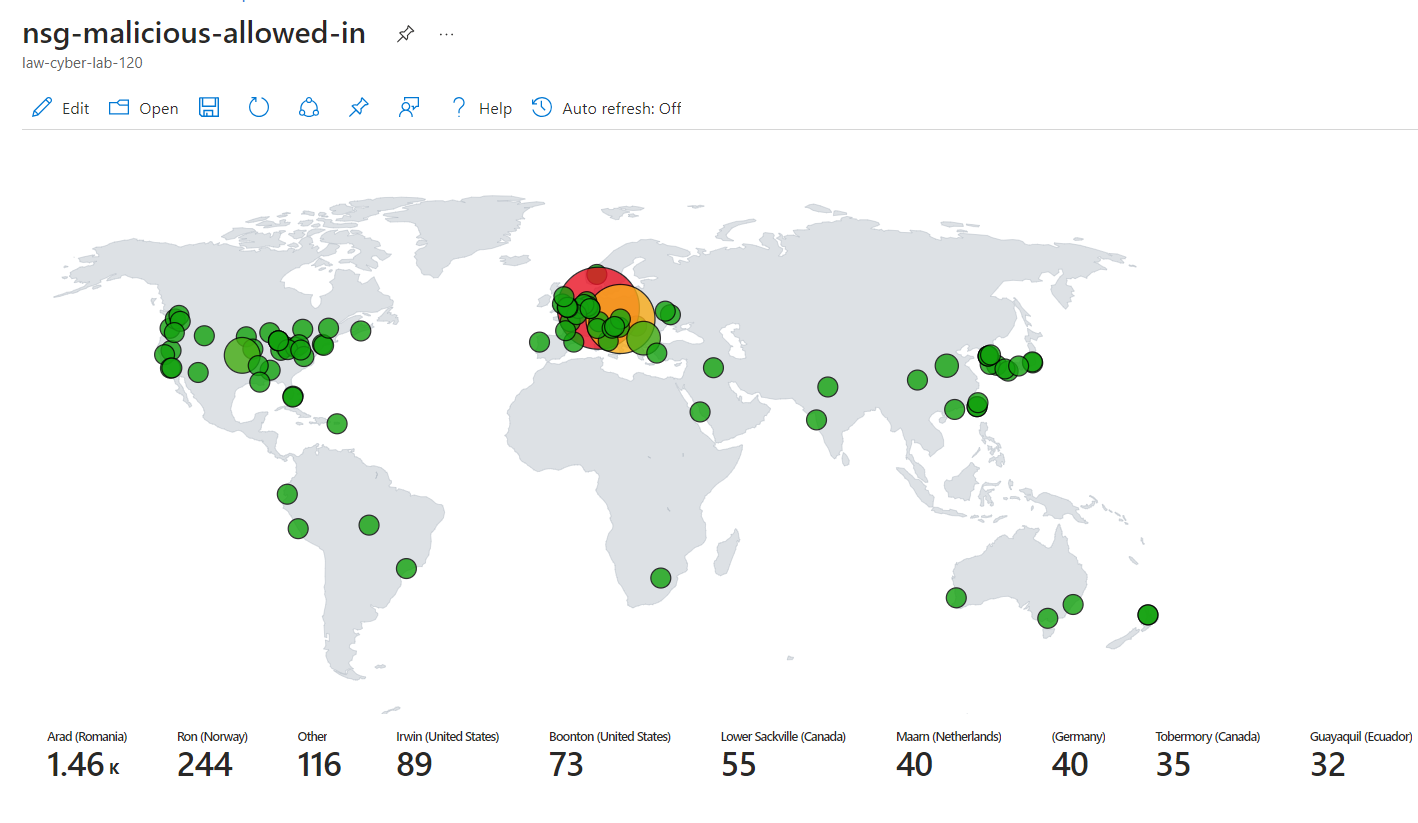 nsg-malicious-allowed-in
law-cyber-lab-120
Edit Open Help Auto refresh: Off
Arad (Romania) Ron (Norway) Other Irwin (United States) Boonton (United States) Lower Sackville (Canada) Maarn (Netherlands) (Germany) Tobermory (Canada) Guayaquil (Ecuador)
1.46 K 244 116 89 73 55 40 40 35 32